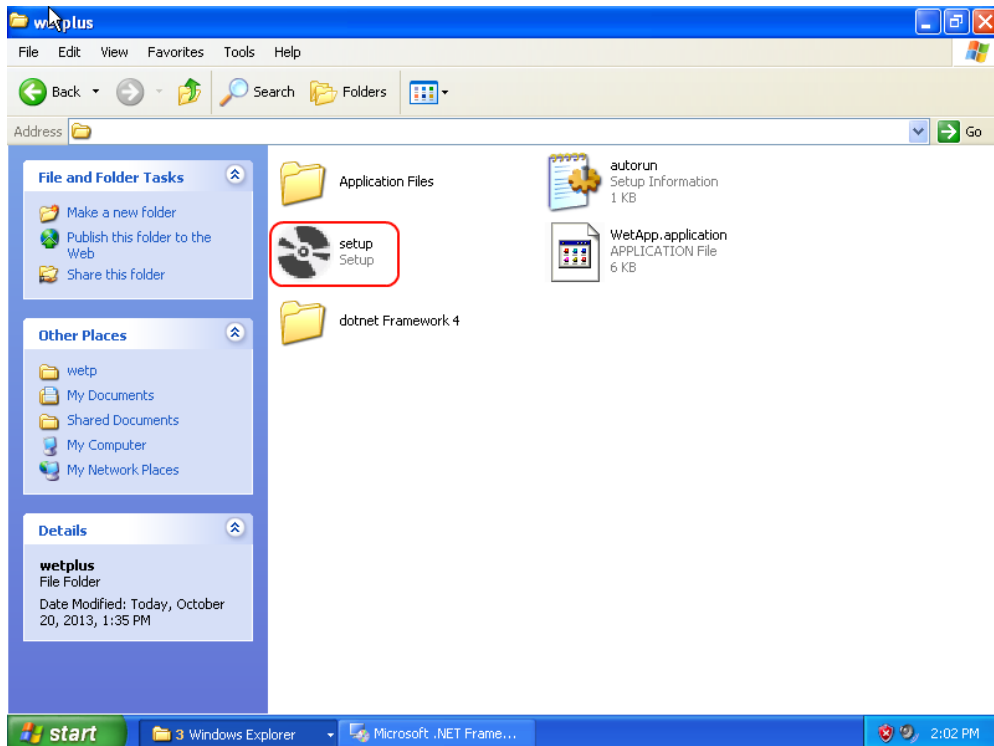 wetplus
File Edit View Favorites Tools Help
Back Search Folders
Address Go
File and Folder Tasks
Make a new folder
Publish this folder to the
Web
Share this folder
Other Places
wetp
My Documents
Shared Documents
My Computer
My Network Places
Details
wetplus
File Folder
Date Modified: Today, October
20, 2013, 1:35 PM
Application Files
autorun
Setup Information
1 KB
setup
Setup
WetApp.application
APPLICATION File
6 KB
dotnet Framework 4
start 3 Windows Explorer Microsoft .NET Frame... 2:02 PM